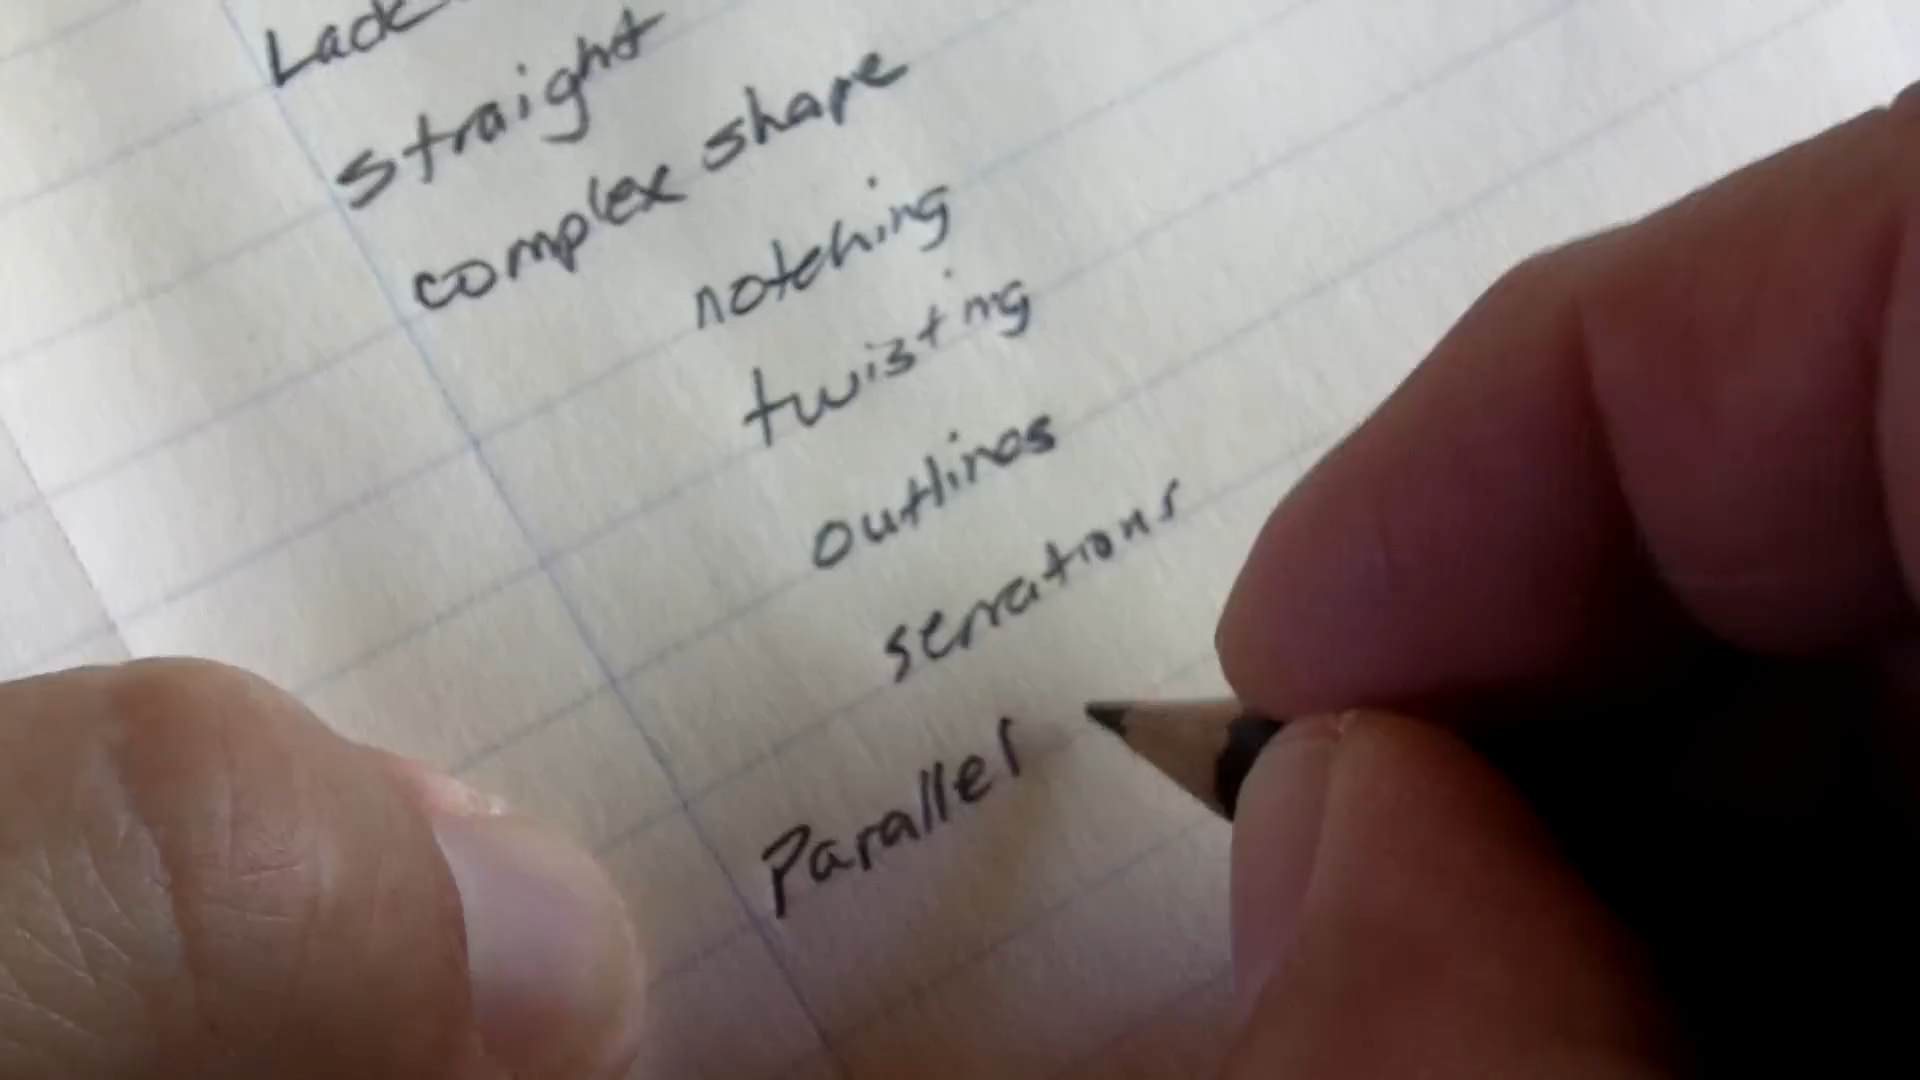 straight
complex shape
notching
twisting
outlines
serrations
Parallel